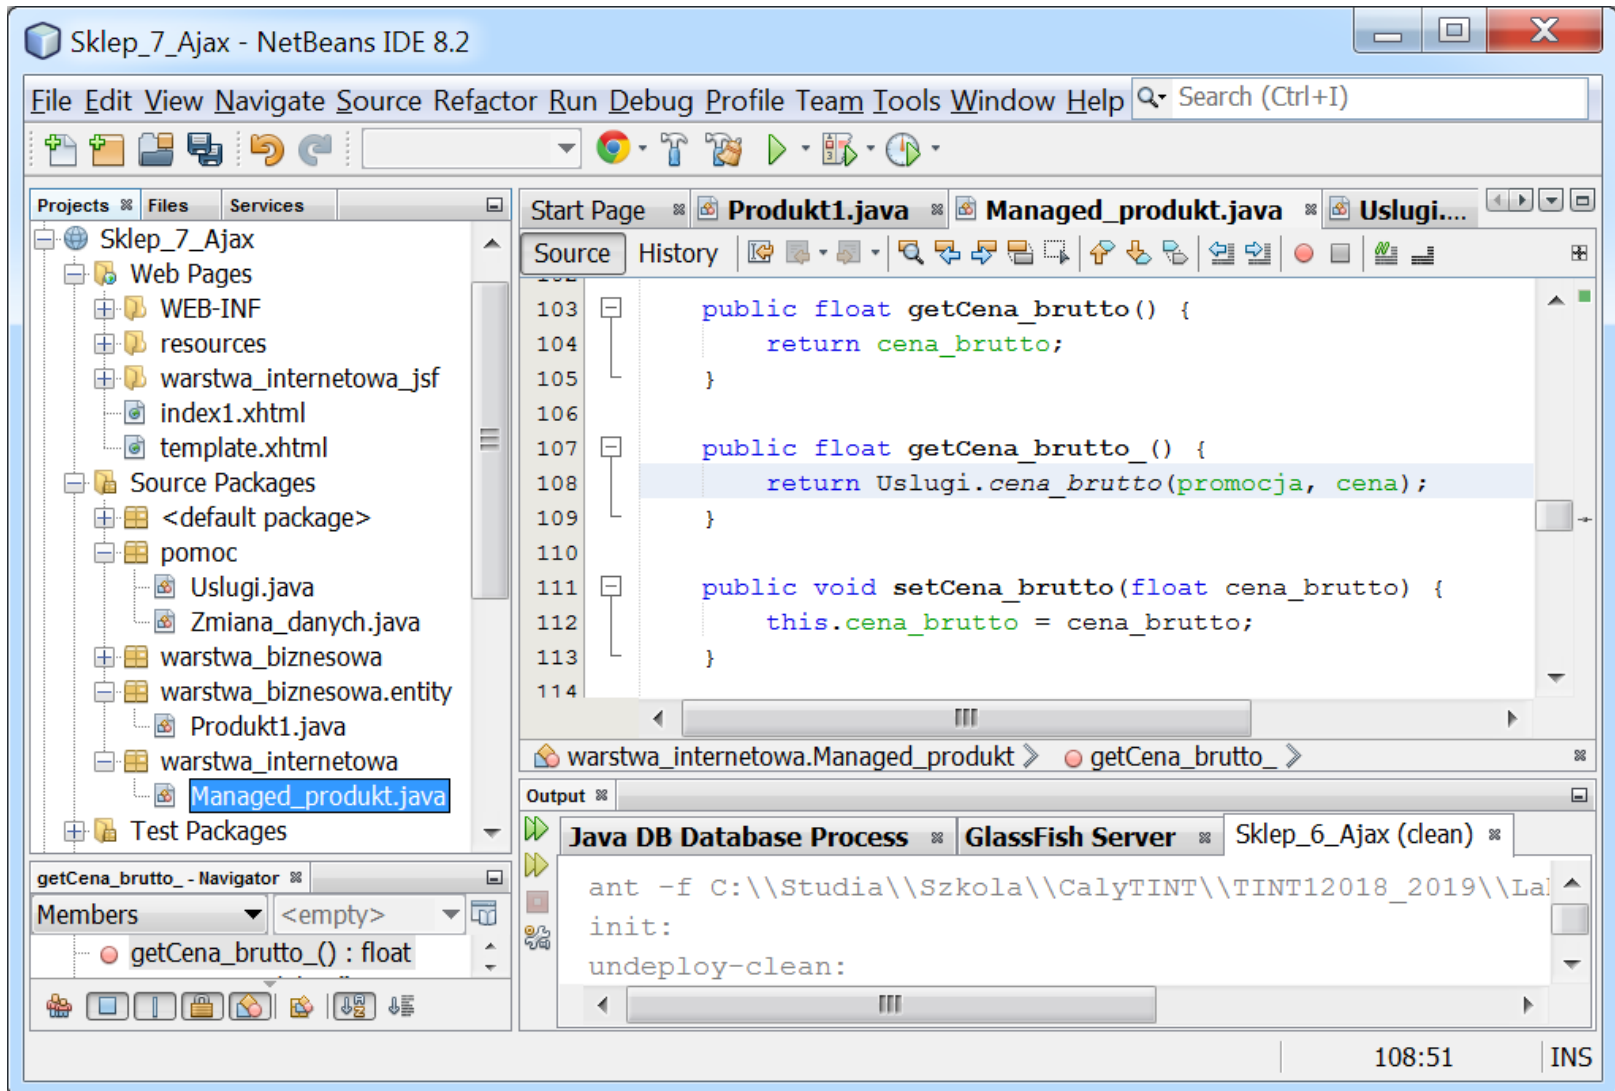 Sklep_7_Ajax - NetBeans IDE 8.2
File Edit View Navigate Source Refactor Run Debug Profile Team Tools Window Help Search (Ctrl+I)
Projects Files Services
Sklep_7_Ajax
Web Pages
WEB-INF
resources
warstwa_internetowa_jsf
index1.xhtml
template.xhtml
Source Packages
<default package>
pomoc
Uslugi.java
Zmiana_danych.java
warstwa_biznesowa
warstwa_biznesowa.entity
Produkt1.java
warstwa_internetowa
Managed_produkt.java
Test Packages
getCena_brutto_ - Navigator
Members <empty>
getCena_brutto_() : float
Start Page Produkt1.java Managed_produkt.java Uslugi....
Source History
103 public float getCena_brutto() {
104 return cena_brutto;
105 }
106
107 public float getCena_brutto_() {
108 return Uslugi.cena_brutto(promocja, cena);
109 }
110
111 public void setCena_brutto(float cena_brutto) {
112 this.cena_brutto = cena_brutto;
113 }
114
warstwa_internetowa.Managed_produkt getCena_brutto_
Output
Java DB Database Process GlassFish Server Sklep_6_Ajax (clean)
ant -f C:\\Studia\\Szkola\\CalyTINT\\TINT12018_2019\\
init:
undeploy-clean:
108:51 INS